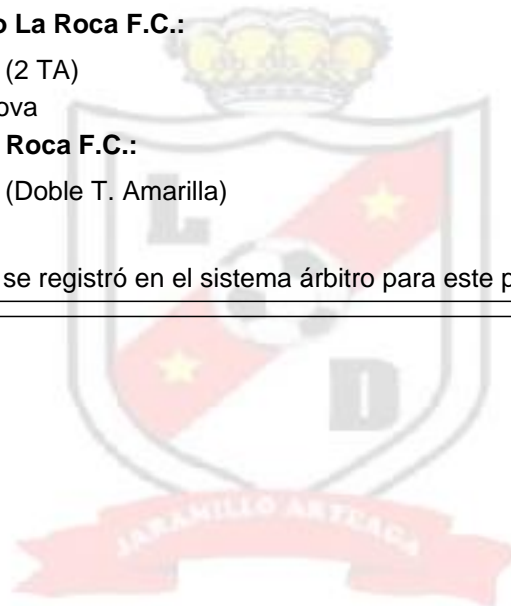 o La Roca F.C.:
(2 TA)
ova
Roca F.C.:
(Doble T. Amarilla)
se registró en el sistema árbitro para este p
L
D
JARAMILLO ARTEAGA